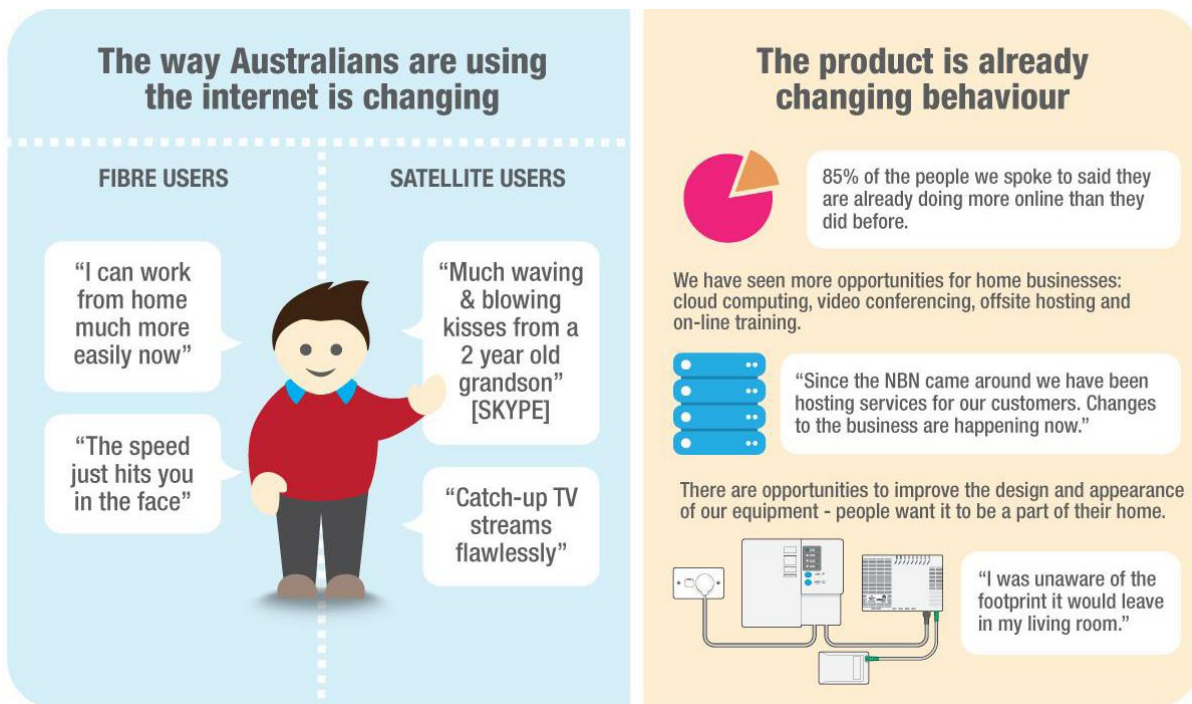 The way Australians are using
the internet is changing
FIBRE USERS
“I can work
from home
much more
easily now”
“The speed
just hits you
in the face”
SATELLITE USERS
“Much waving
& blowing
kisses from a
2 year old
grandson”
[SKYPE]
“Catch-up TV
streams
flawlessly”
The product is already
changing behaviour
85% of the people we spoke to said they
are already doing more online than they
did before.
We have seen more opportunities for home businesses:
cloud computing, video conferencing, offsite hosting and
on-line training.
“Since the NBN came around we have been
hosting services for our customers. Changes
to the business are happening now.”
There are opportunities to improve the design and appearance
of our equipment - people want it to be a part of their home.
“I was unaware of the
footprint it would leave
in my living room.”